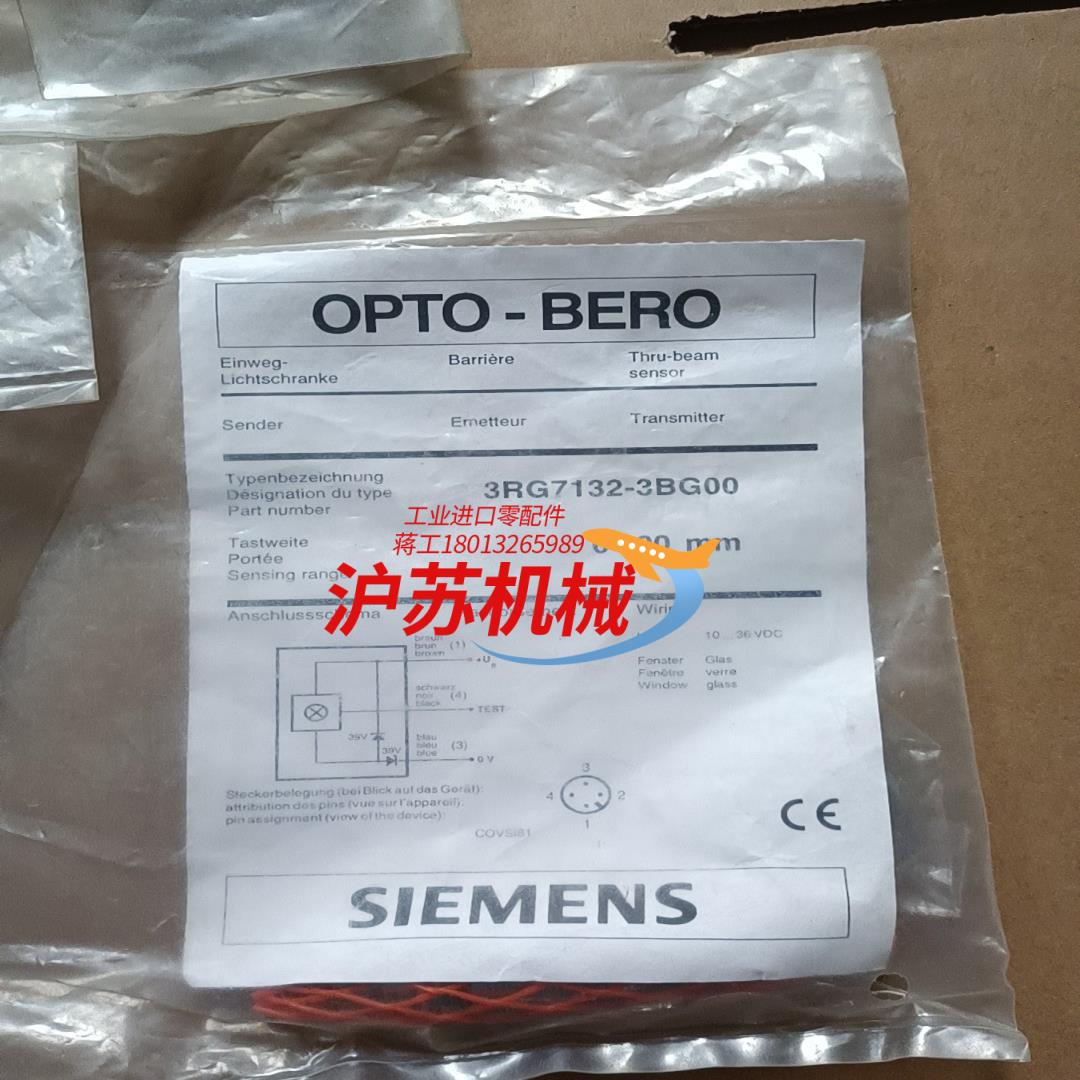 OPTO - BERO
Einweg-
Lichtschranke
Barrière
Thru-beam
sensor
Sender
Emetteur
Transmitter
Typenbezeichnung
Désignation du type
Part number
3RG7132-3BG00
工业进口零配件
蒋工18013265989
Tastweite
Portée
Sensing range
mm
沪苏机械
Anschlussschema
10...36 VDC
Fenster Glas
Fenêtre verre
Window glass
braun
brun (1)
brown
schwarz
noir (4)
black
TEST
39V
39V
blau
bleu (3)
blue
0 V
Steckerbelegung (bei Blick auf das Gerät):
attribution des pins (vue sur l'appareil):
pin assignment (view of the device):
3
4
2
1
COVSI81
CE
SIEMENS